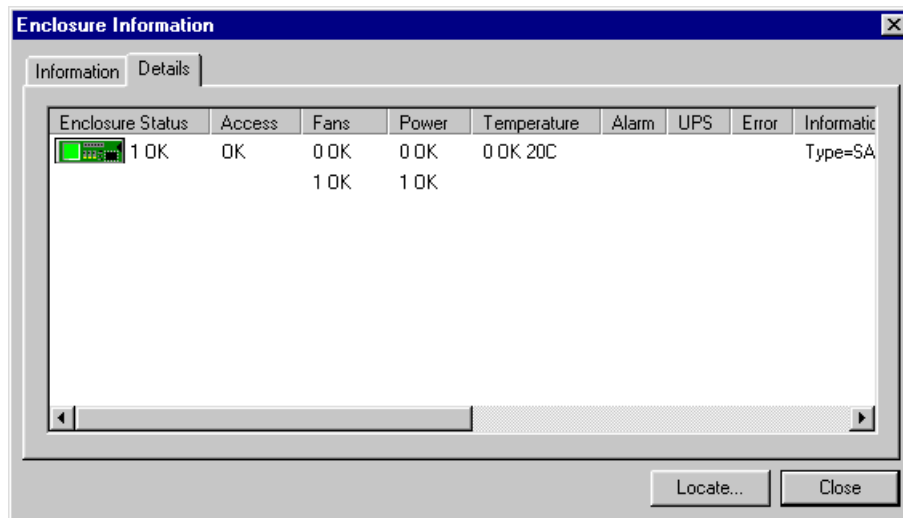 Enclosure Information
Information Details
Enclosure Status Access Fans Power Temperature Alarm UPS Error Informatic
1 OK OK 0 OK 0 OK 0 OK 20C Type=SA
1 OK 1 OK
Locate... Close